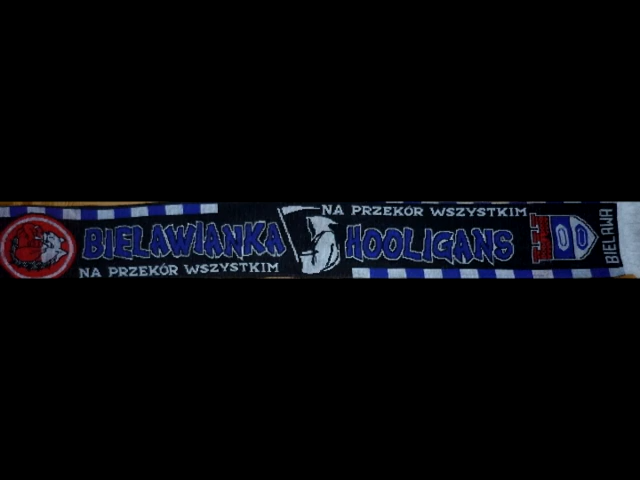 BIELAWIANKA
NA PRZEKÓR WSZYSTKIM
NA PRZEKÓR WSZYSTKIM
HOOLIGANS
BIELAWA